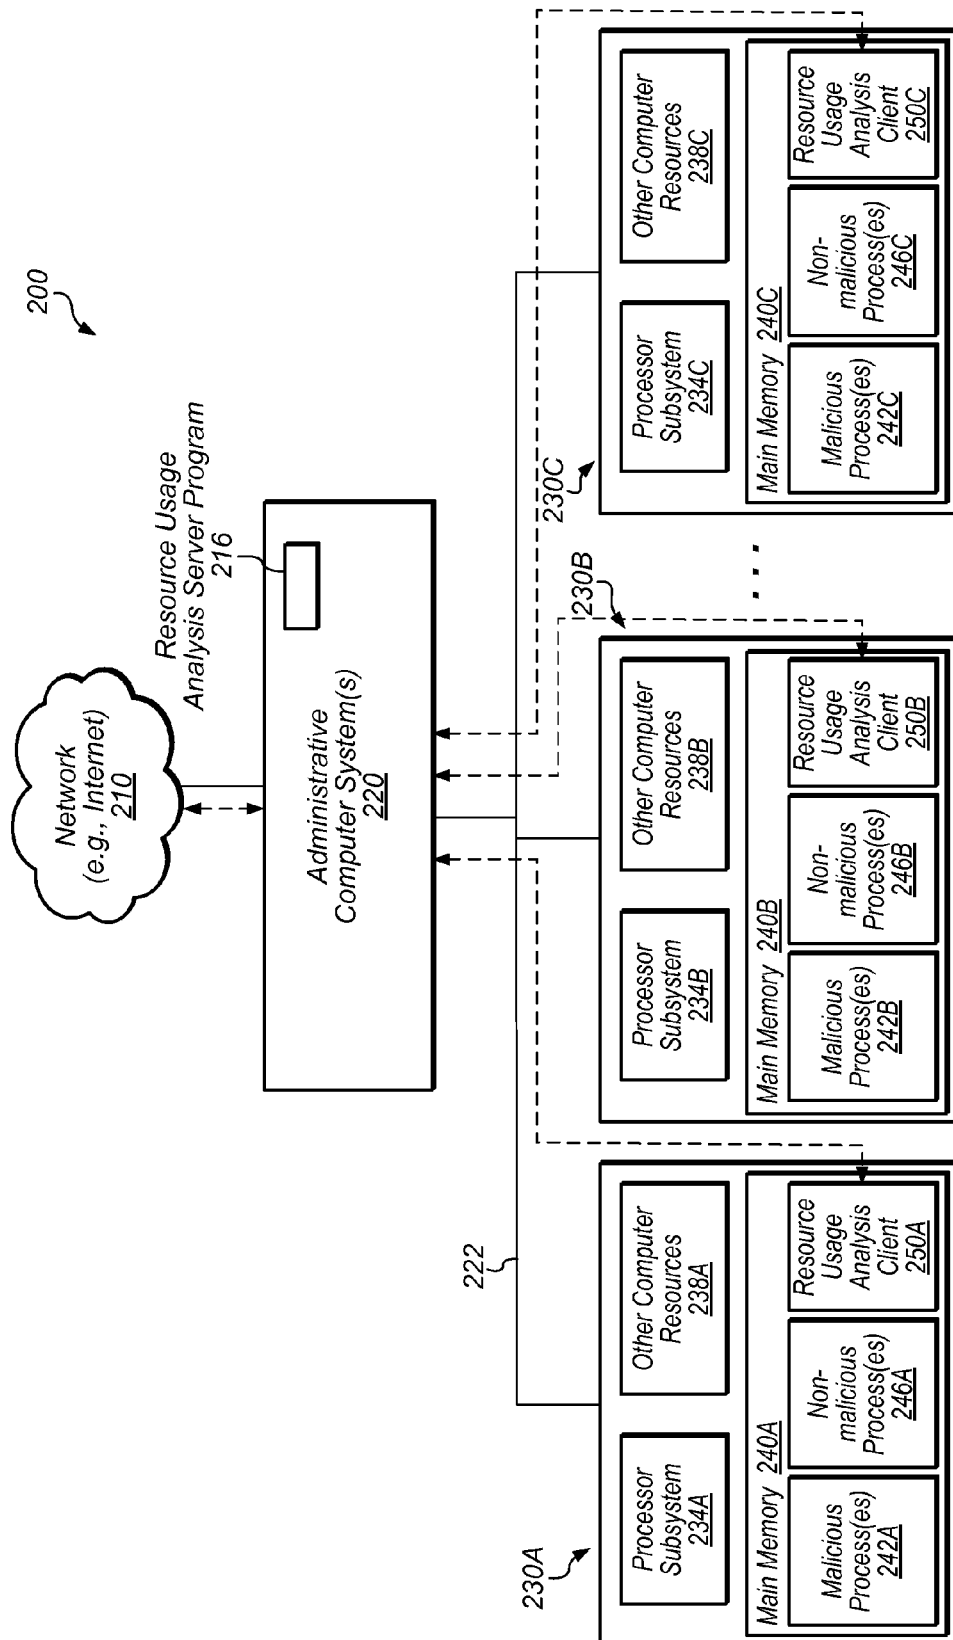 200
Network
(e.g., Internet)
210
Resource Usage
Analysis Server Program
216
Administrative
Computer System(s)
220
222
230A
Processor
Subsystem
234A
Other Computer
Resources
238A
Main Memory 240A
Malicious
Process(es)
242A
Non-
malicious
Process(es)
246A
Resource
Usage
Analysis
Client
250A
230B
Processor
Subsystem
234B
Other Computer
Resources
238B
Main Memory 240B
Malicious
Process(es)
242B
Non-
malicious
Process(es)
246B
Resource
Usage
Analysis
Client
250B
. . .
230C
Processor
Subsystem
234C
Other Computer
Resources
238C
Main Memory 240C
Malicious
Process(es)
242C
Non-
malicious
Process(es)
246C
Resource
Usage
Analysis
Client
250C